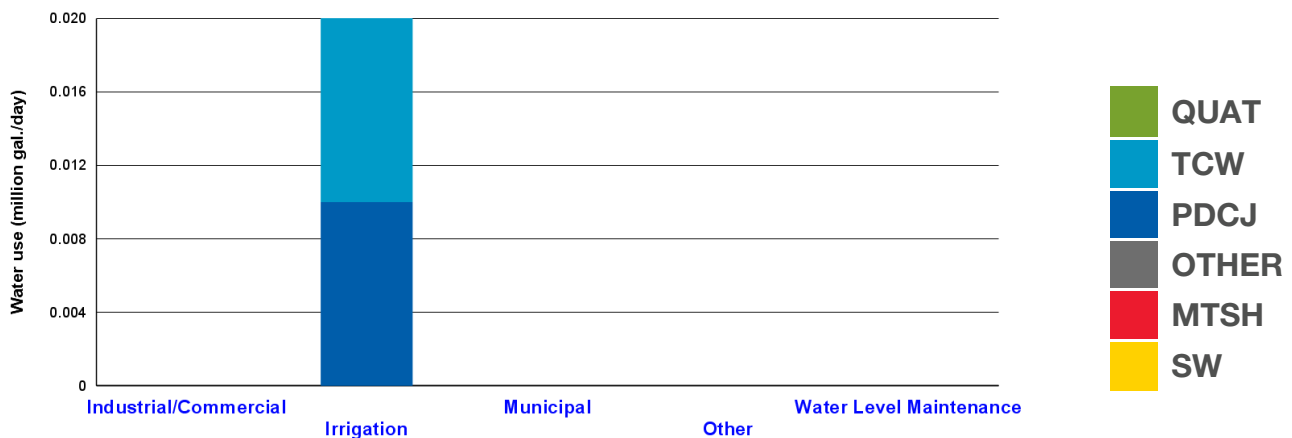 0.020
0.016
0.012
0.008
0.004
0
Water use (million gal./day)
Industrial/Commercial
Irrigation
Municipal
Other
Water Level Maintenance
QUAT
TCW
PDCJ
OTHER
MTSH
SW